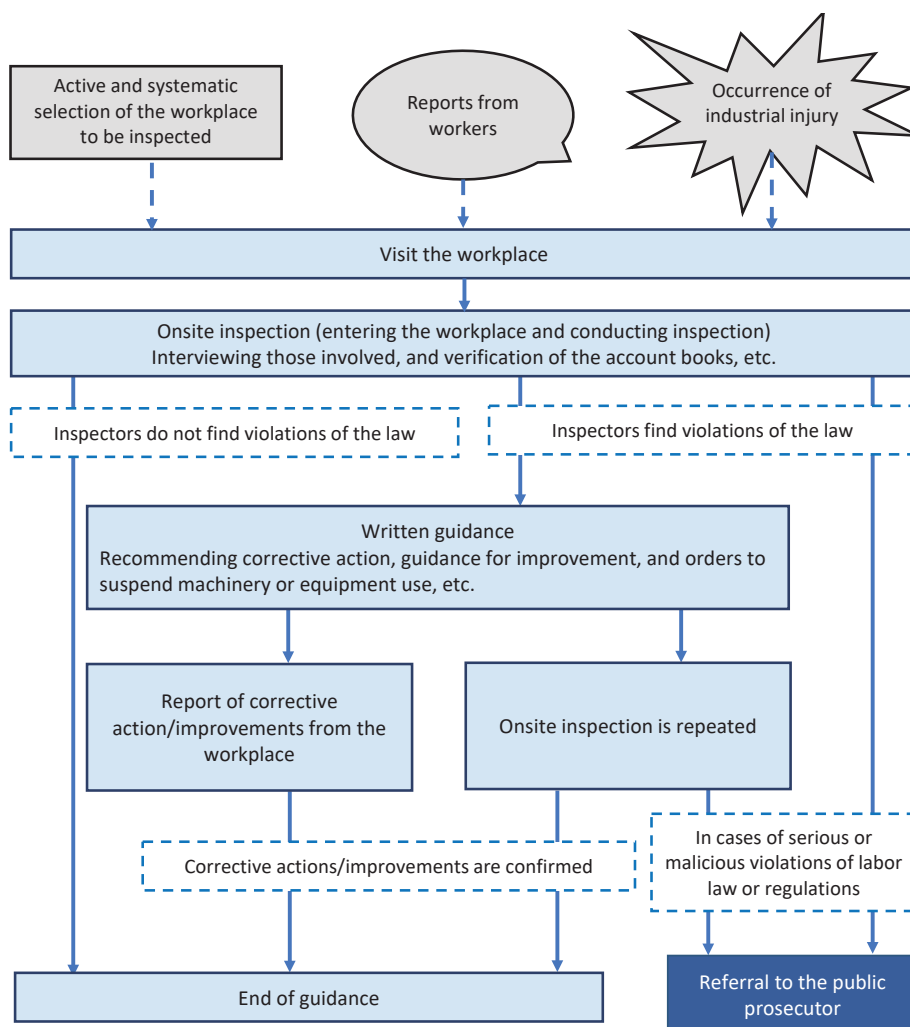 Active and systematic
selection of the workplace
to be inspected
Reports from
workers
Occurrence of
industrial injury
Visit the workplace
Onsite inspection (entering the workplace and conducting inspection)
Interviewing those involved, and verification of the account books, etc.
Inspectors do not find violations of the law
Inspectors find violations of the law
Written guidance
Recommending corrective action, guidance for improvement, and orders to
suspend machinery or equipment use, etc.
Report of corrective
action/improvements from the
workplace
Onsite inspection is repeated
Corrective actions/improvements are confirmed
In cases of serious or
malicious violations of labor
law or regulations
End of guidance
Referral to the public
prosecutor